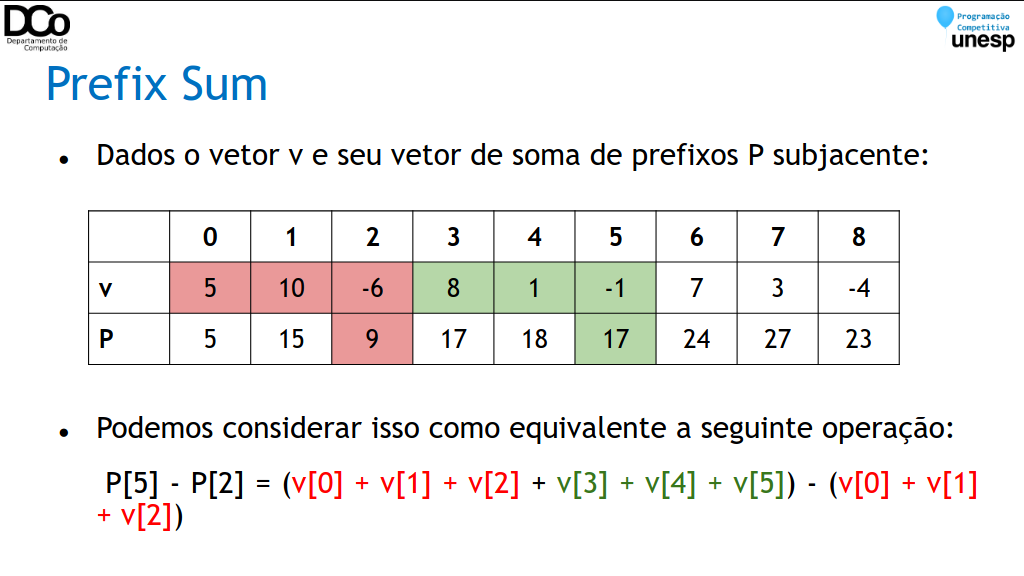 DCo
Departamento de
Computação
Programação
Competitiva
unesp
Prefix Sum
● Dados o vetor v e seu vetor de soma de prefixos P subjacente:
0 1 2 3 4 5 6 7 8
v 5 10 -6 8 1 -1 7 3 -4
P 5 15 9 17 18 17 24 27 23
● Podemos considerar isso como equivalente a seguinte operação:
P[5] - P[2] = (v[0] + v[1] + v[2] + v[3] + v[4] + v[5]) - (v[0] + v[1]
+ v[2])